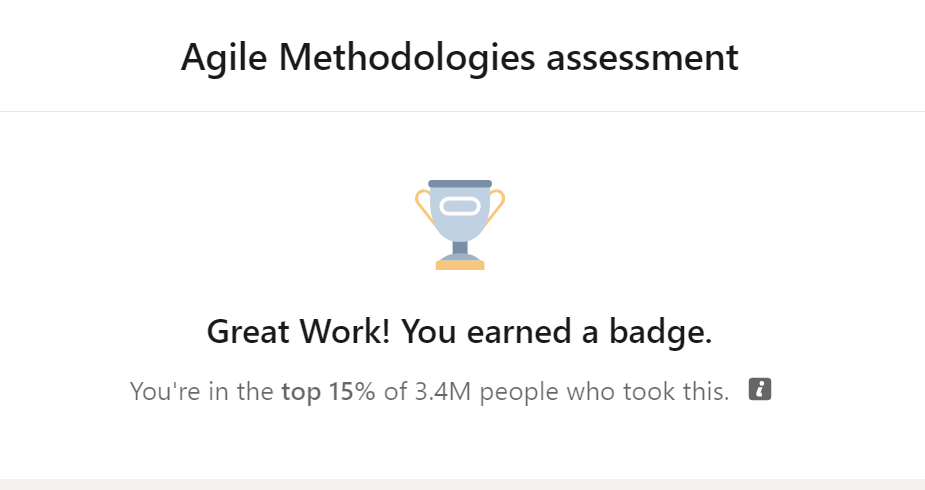 Agile Methodologies assessment
Great Work! You earned a badge.
You're in the top 15% of 3.4M people who took this. i